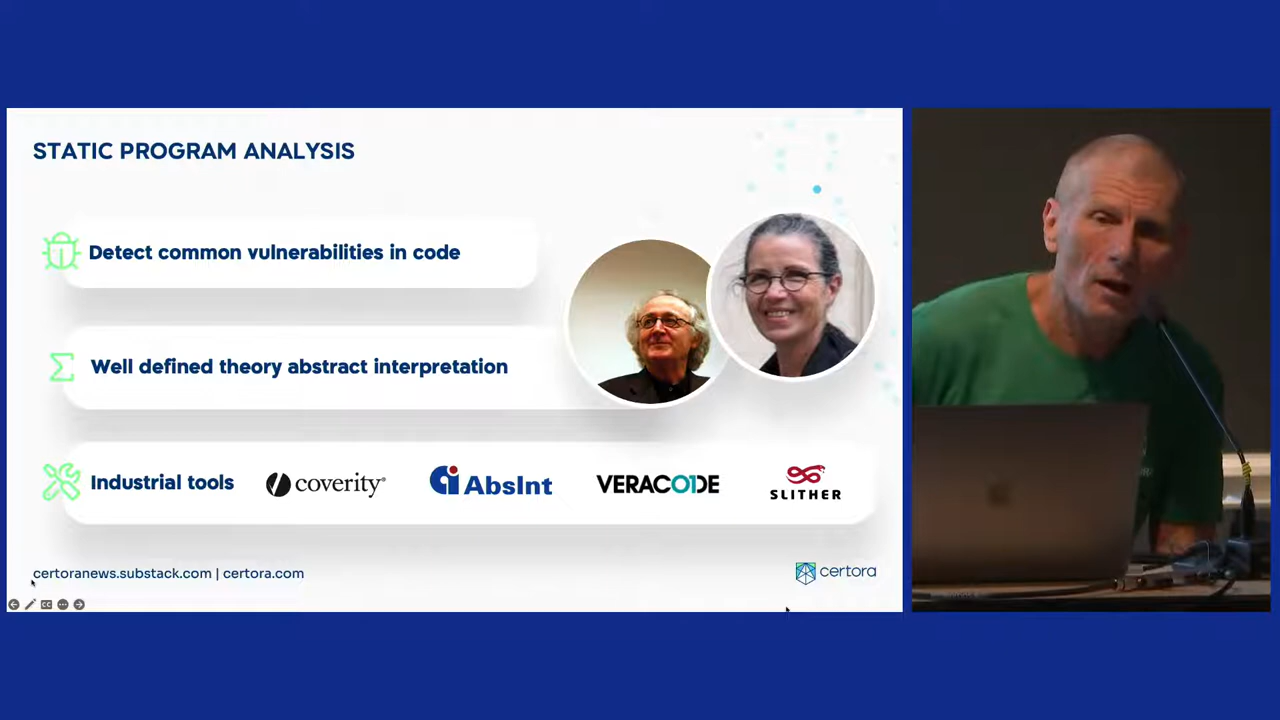 STATIC PROGRAM ANALYSIS
Detect common vulnerabilities in code
Well defined theory abstract interpretation
Industrial tools
coverity®
AbsInt
VERACODE
SLITHER
certoranews.substack.com | certora.com
certora
CC